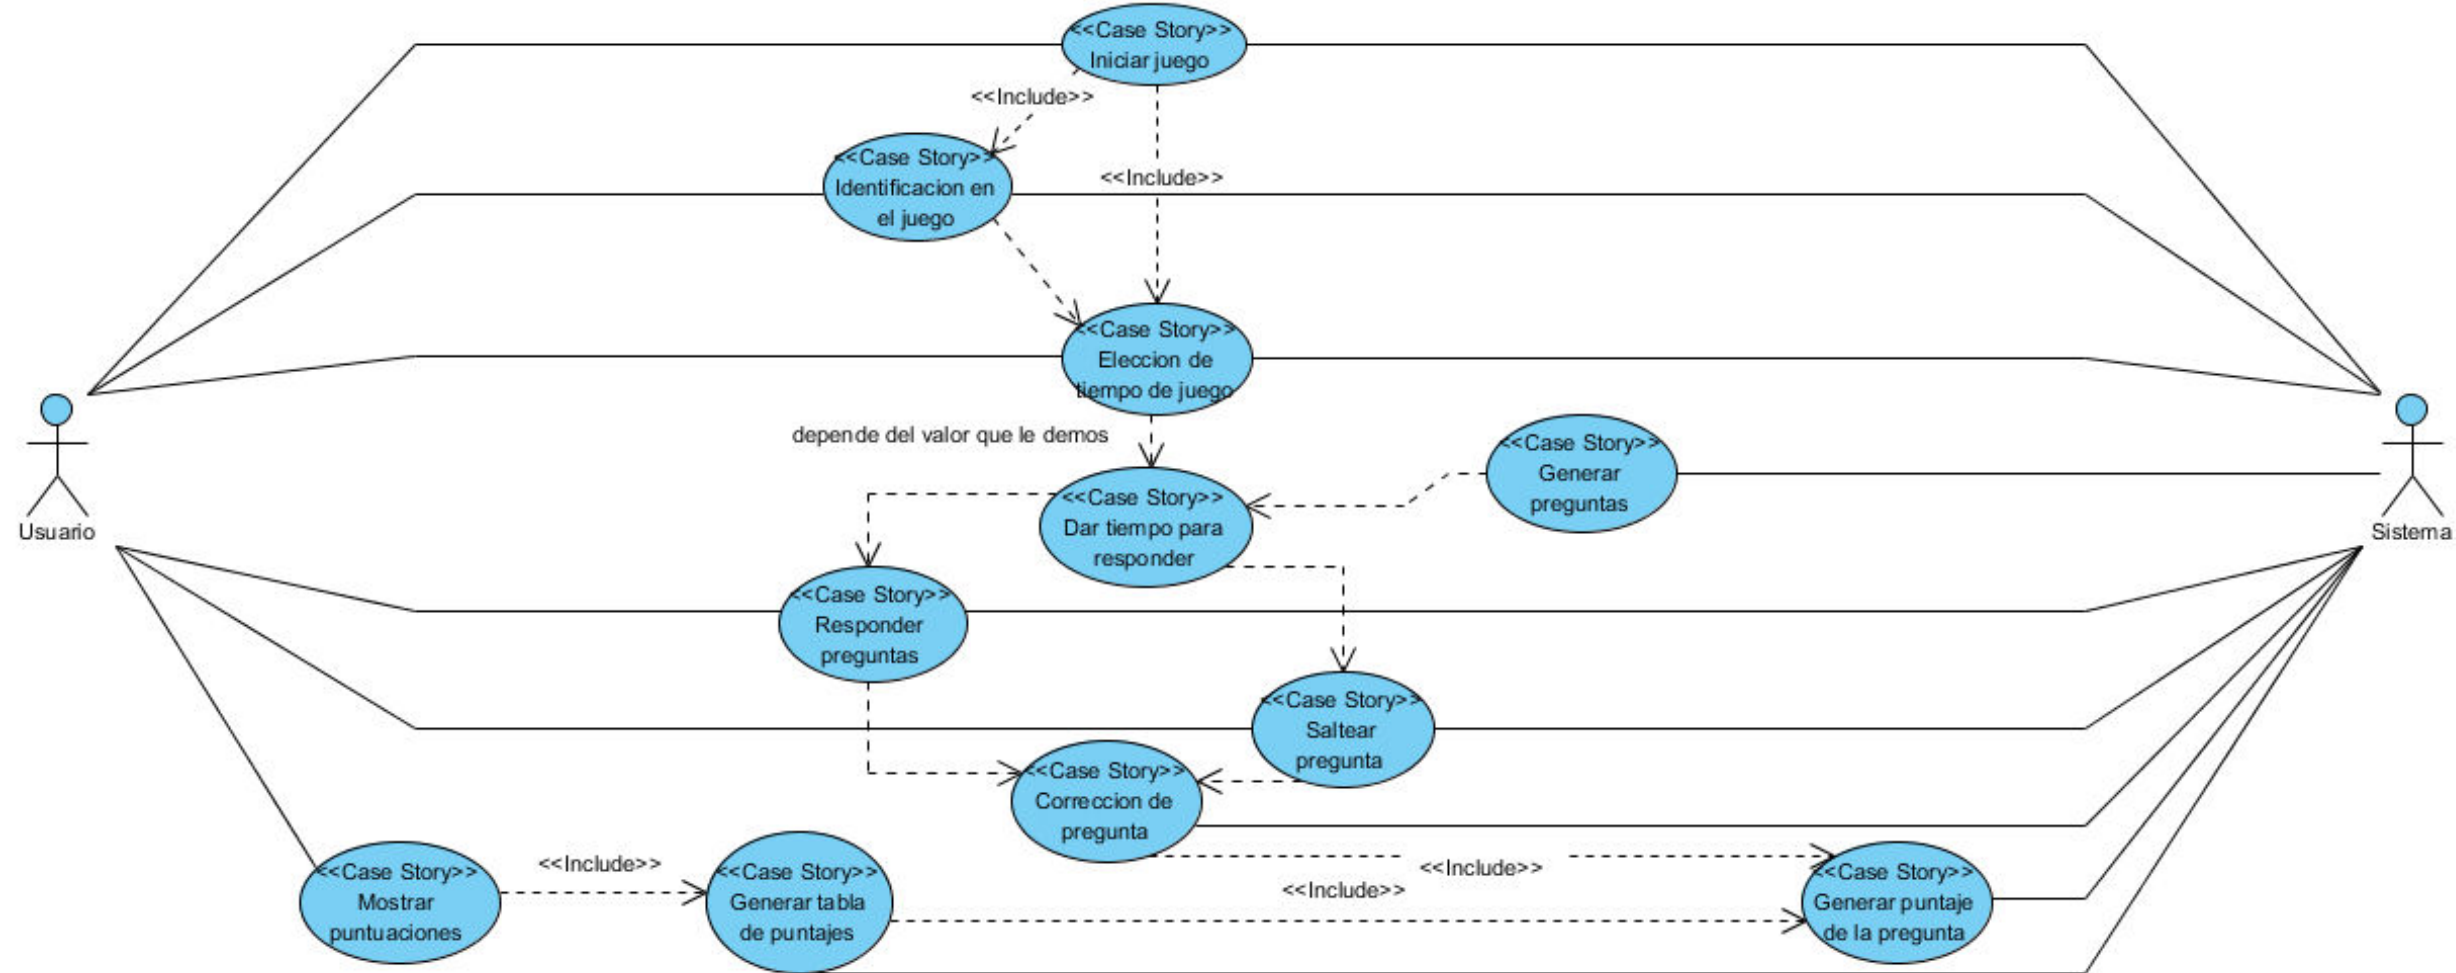 <<Case Story>>
Iniciar juego
<<Include>>
<<Case Story>>
Identificacion en
el juego
<<Include>>
<<Case Story>>
Eleccion de
tiempo de juego
depende del valor que le demos
<<Case Story>>
Generar
preguntas
<<Case Story>>
Dar tiempo para
responder
Usuario
Sistema
<<Case Story>>
Responder
preguntas
<<Case Story>>
Saltear
pregunta
<<Case Story>>
Correccion de
pregunta
<<Case Story>>
Mostrar
puntuaciones
<<Include>>
<<Case Story>>
Generar tabla
de puntajes
<<Include>>
<<Include>>
<<Case Story>>
Generar puntaje
de la pregunta